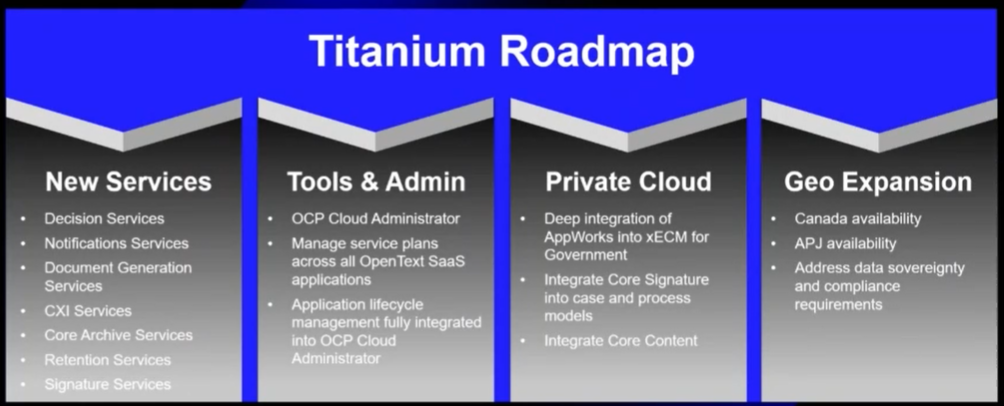 Titanium Roadmap
New Services
• Decision Services
• Notifications Services
• Document Generation
Services
• CXI Services
• Core Archive Services
• Retention Services
• Signature Services
Tools & Admin
• OCP Cloud Administrator
• Manage service plans
across all OpenText SaaS
applications
• Application lifecycle
management fully integrated
into OCP Cloud
Administrator
Private Cloud
• Deep integration of
AppWorks into xECM for
Government
• Integrate Core Signature
into case and process
models
• Integrate Core Content
Geo Expansion
• Canada availability
• APJ availability
• Address data sovereignty
and compliance
requirements